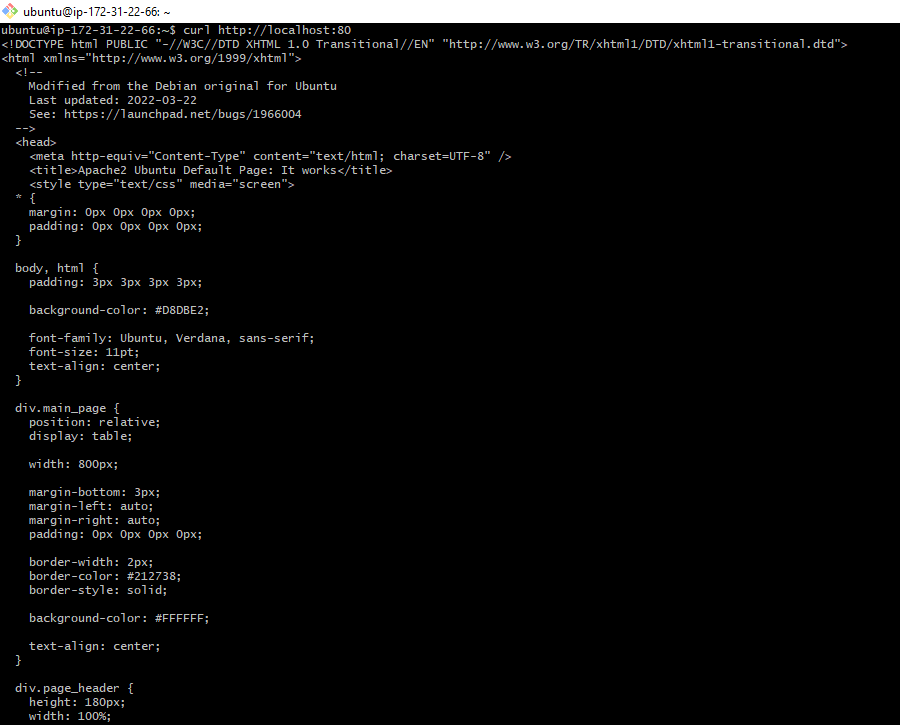 ubuntu@ip-172-31-22-66: ~
ubuntu@ip-172-31-22-66:~$ curl http://localhost:80
<!DOCTYPE html PUBLIC "-//W3C//DTD XHTML 1.0 Transitional//EN" "http://www.w3.org/TR/xhtml1/DTD/xhtml1-transitional.dtd">
<html xmlns="http://www.w3.org/1999/xhtml">
  <!--
    Modified from the Debian original for Ubuntu
    Last updated: 2022-03-22
    See: https://launchpad.net/bugs/1966004
  -->
  <head>
    <meta http-equiv="Content-Type" content="text/html; charset=UTF-8" />
    <title>Apache2 Ubuntu Default Page: It works</title>
    <style type="text/css" media="screen">
  * {
    margin: 0px 0px 0px 0px;
    padding: 0px 0px 0px 0px;
  }

  body, html {
    padding: 3px 3px 3px 3px;

    background-color: #D8DBE2;

    font-family: Ubuntu, Verdana, sans-serif;
    font-size: 11pt;
    text-align: center;
  }

  div.main_page {
    position: relative;
    display: table;

    width: 800px;

    margin-bottom: 3px;
    margin-left: auto;
    margin-right: auto;
    padding: 0px 0px 0px 0px;

    border-width: 2px;
    border-color: #212738;
    border-style: solid;

    background-color: #FFFFFF;

    text-align: center;
  }

  div.page_header {
    height: 180px;
    width: 100%;